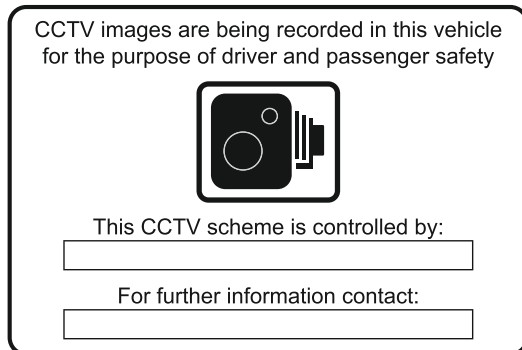 CCTV images are being recorded in this vehicle
for the purpose of driver and passenger safety
This CCTV scheme is controlled by:
For further information contact: